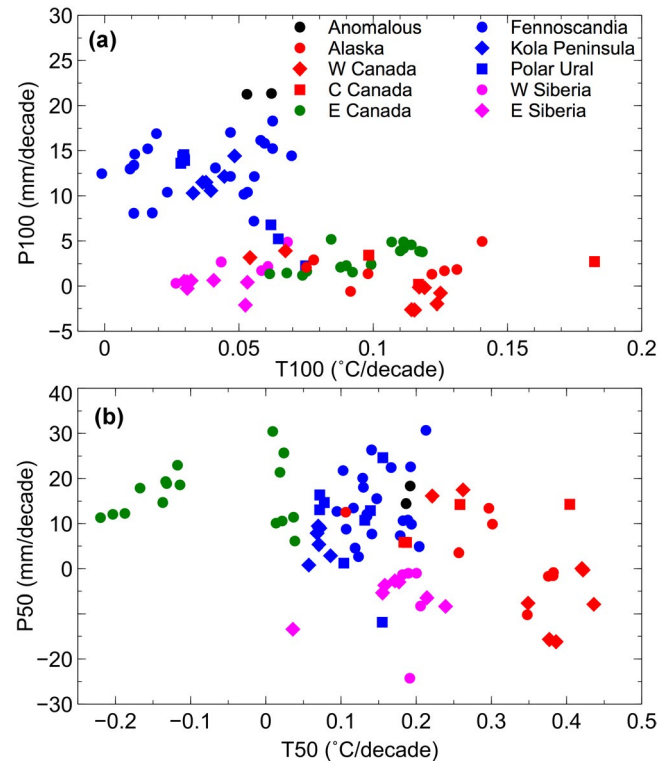 (a)
Anomalous
Alaska
W Canada
C Canada
E Canada
Fennoscandia
Kola Peninsula
Polar Ural
W Siberia
E Siberia
30
25
20
15
10
5
0
−5
P100 (mm/decade)
0 0.05 0.1 0.15 0.2
T100 (˚C/decade)
(b)
40
30
20
10
0
−10
−20
−30
P50 (mm/decade)
−0.2 −0.1 0 0.1 0.2 0.3 0.4 0.5
T50 (˚C/decade)